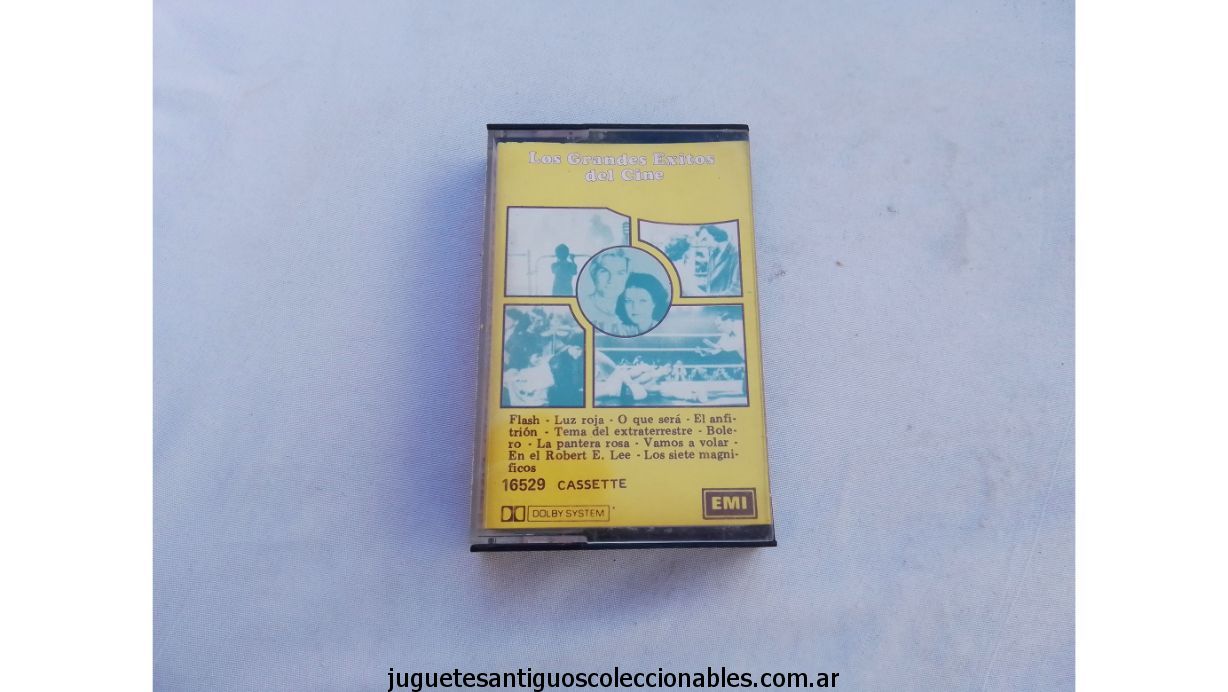 Los Grandes Exitos
del Cine
Flash - Luz roja - O que será - El anfi-
trión - Tema del extraterrestre - Bole-
ro - La pantera rosa - Vamos a volar -
En el Robert E. Lee - Los siete magni-
ficos
16529 CASSETTE
DOLBY SYSTEM
EMI
juguetesantiguoscoleccionables.com.ar